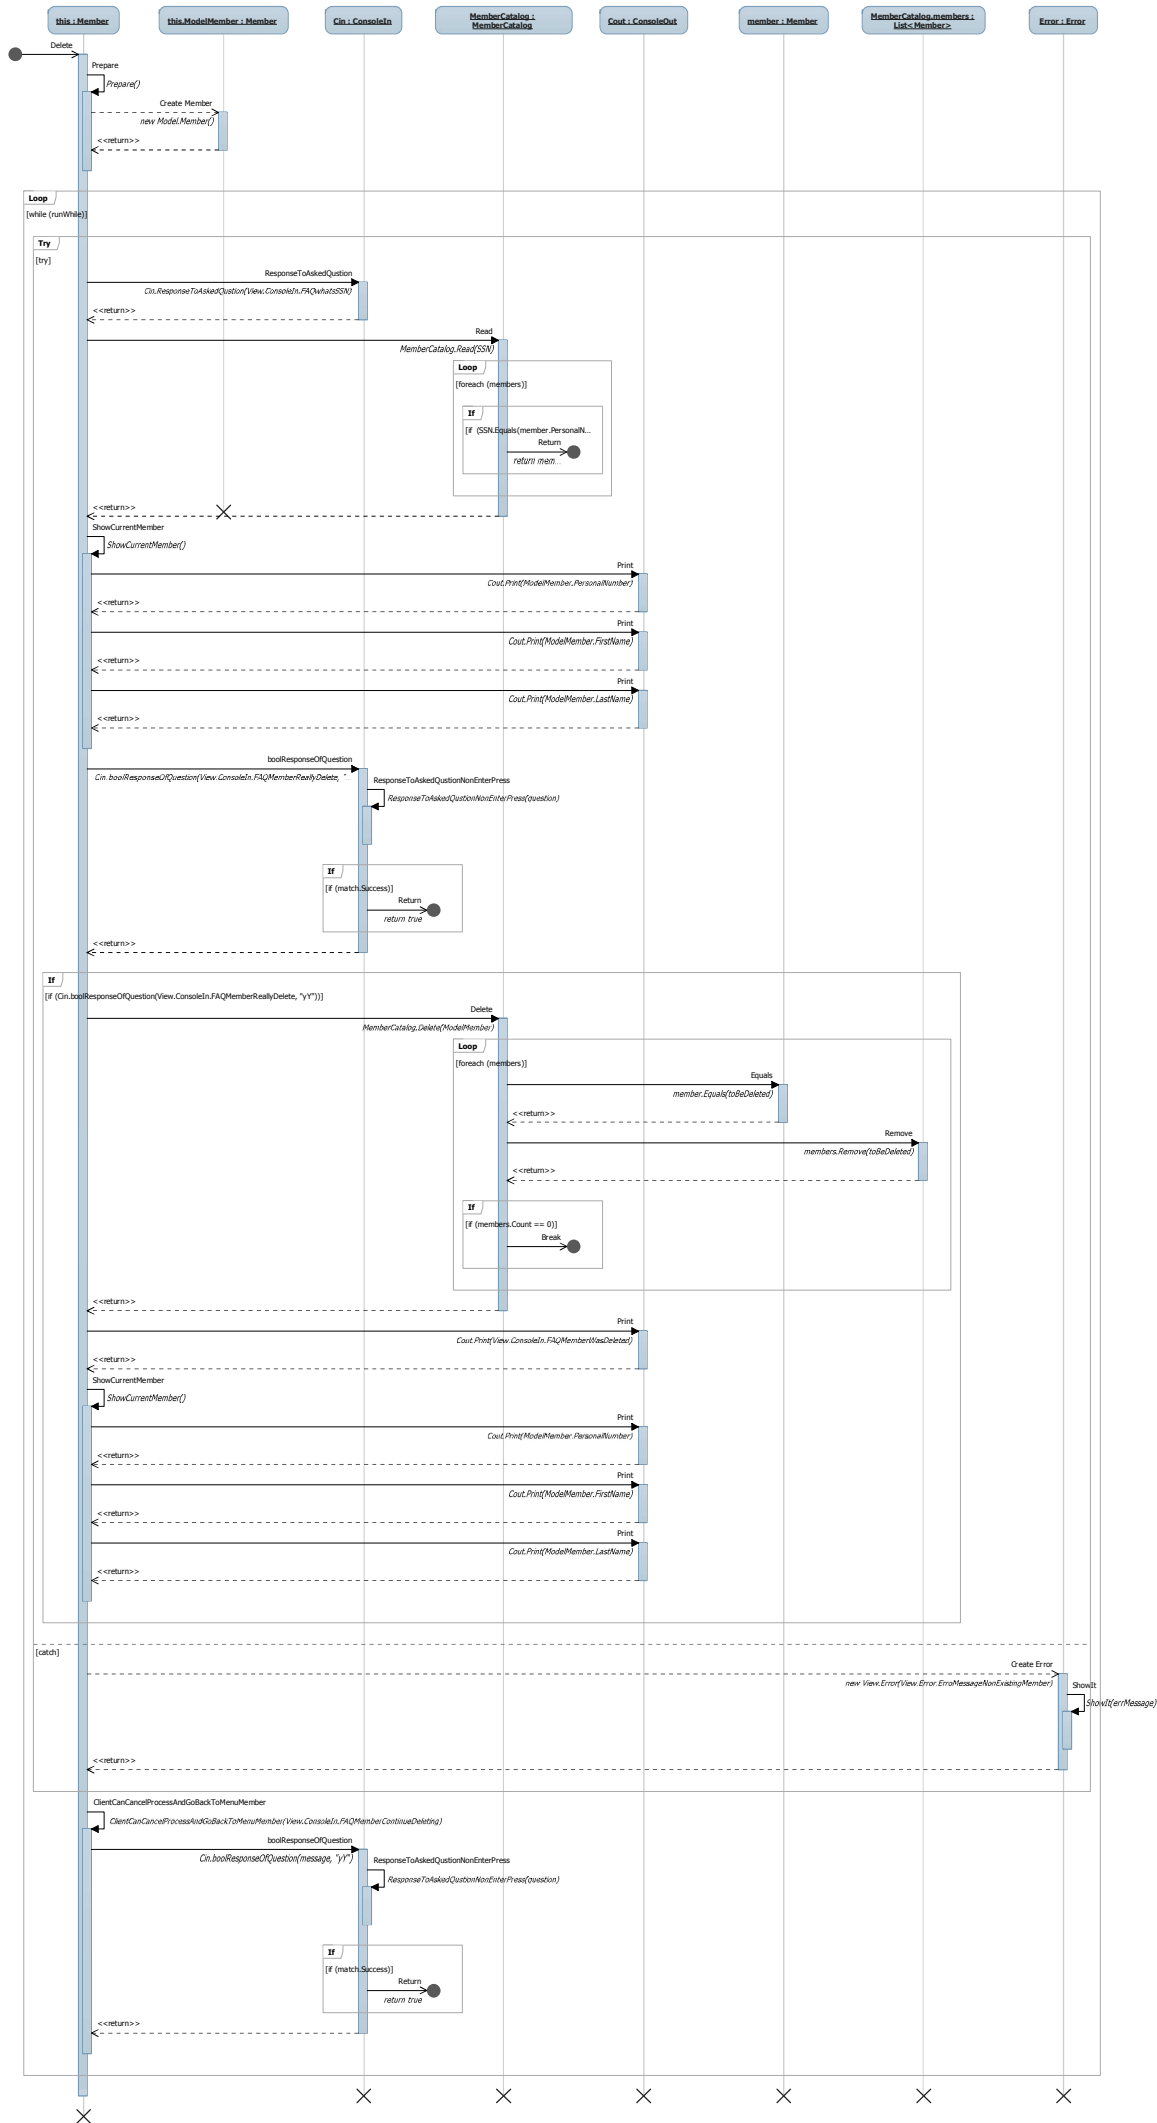 this : Member
this.ModelMember : Member
Cin : ConsoleIn
MemberCatalog :
MemberCatalog
Cout : ConsoleOut
member : Member
MemberCatalog.members :
List<Member>
Error : Error
Delete
Prepare
Prepare()
Create Member
new Model.Member()
<<return>>
Loop
[while (runWhile)]
Try
[try]
ResponseToAskedQustion
Cin.ResponseToAskedQustion(View.ConsoleIn.FAQwhatsSSN)
<<return>>
Read
MemberCatalog.Read(SSN)
Loop
[foreach (members)]
If
[if (SSN.Equals(member.PersonalN...
Return
return mem...
<<return>>
ShowCurrentMember
ShowCurrentMember()
Print
Cout.Print(ModelMember.PersonalNumber)
<<return>>
Print
Cout.Print(ModelMember.FirstName)
<<return>>
Print
Cout.Print(ModelMember.LastName)
<<return>>
boolResponseOfQuestion
Cin.boolResponseOfQuestion(View.ConsoleIn.FAQMemberReallyDelete, "...
ResponseToAskedQustionNonEnterPress
ResponseToAskedQustionNonEnterPress(question)
If
[if (match.Success)]
Return
return true
<<return>>
If
[if (Cin.boolResponseOfQuestion(View.ConsoleIn.FAQMemberReallyDelete, "yY"))]
Delete
MemberCatalog.Delete(ModelMember)
Loop
[foreach (members)]
Equals
member.Equals(toBeDeleted)
<<return>>
Remove
members.Remove(toBeDeleted)
<<return>>
If
[if (members.Count == 0)]
Break
<<return>>
Print
Cout.Print(View.ConsoleIn.FAQMemberWasDeleted)
<<return>>
ShowCurrentMember
ShowCurrentMember()
Print
Cout.Print(ModelMember.PersonalNumber)
<<return>>
Print
Cout.Print(ModelMember.FirstName)
<<return>>
Print
Cout.Print(ModelMember.LastName)
<<return>>
[catch]
Create Error
new View.Error(View.Error.ErroMessageNonExistingMember)
ShowIt
ShowIt(errMessage)
<<return>>
ClientCanCancelProcessAndGoBackToMenuMember
ClientCanCancelProcessAndGoBackToMenuMember(View.ConsoleIn.FAQMemberContinueDeleting)
boolResponseOfQuestion
Cin.boolResponseOfQuestion(message, "yY")
ResponseToAskedQustionNonEnterPress
ResponseToAskedQustionNonEnterPress(question)
If
[if (match.Success)]
Return
return true
<<return>>